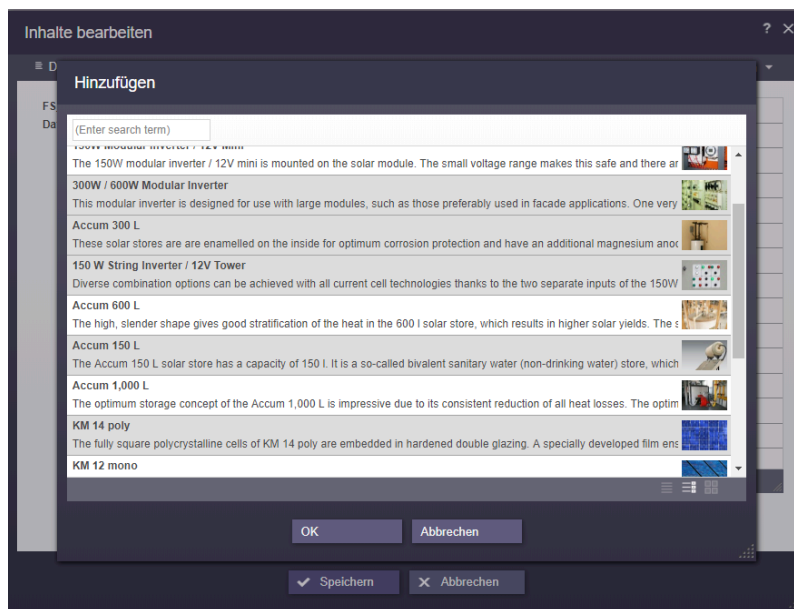 Inhalte bearbeiten
? ×
D
Hinzufügen
FS
Da
(Enter search term)
150W Modular Inverter / 12V Mini
The 150W modular inverter / 12V mini is mounted on the solar module. The small voltage range makes this safe and there ar
300W / 600W Modular Inverter
This modular inverter is designed for use with large modules, such as those preferably used in facade applications. One very
Accum 300 L
These solar stores are are enamelled on the inside for optimum corrosion protection and have an additional magnesium anod
150 W String Inverter / 12V Tower
Diverse combination options can be achieved with all current cell technologies thanks to the two separate inputs of the 150W
Accum 600 L
The high, slender shape gives good stratification of the heat in the 600 l solar store, which results in higher solar yields. The s
Accum 150 L
The Accum 150 L solar store has a capacity of 150 l. It is a so-called bivalent sanitary water (non-drinking water) store, which
Accum 1,000 L
The optimum storage concept of the Accum 1,000 L is impressive due to its consistent reduction of all heat losses. The optim
KM 14 poly
The fully square polycrystalline cells of KM 14 poly are embedded in hardened double glazing. A specially developed film ens
KM 12 mono
OK
Abbrechen
Speichern
Abbrechen